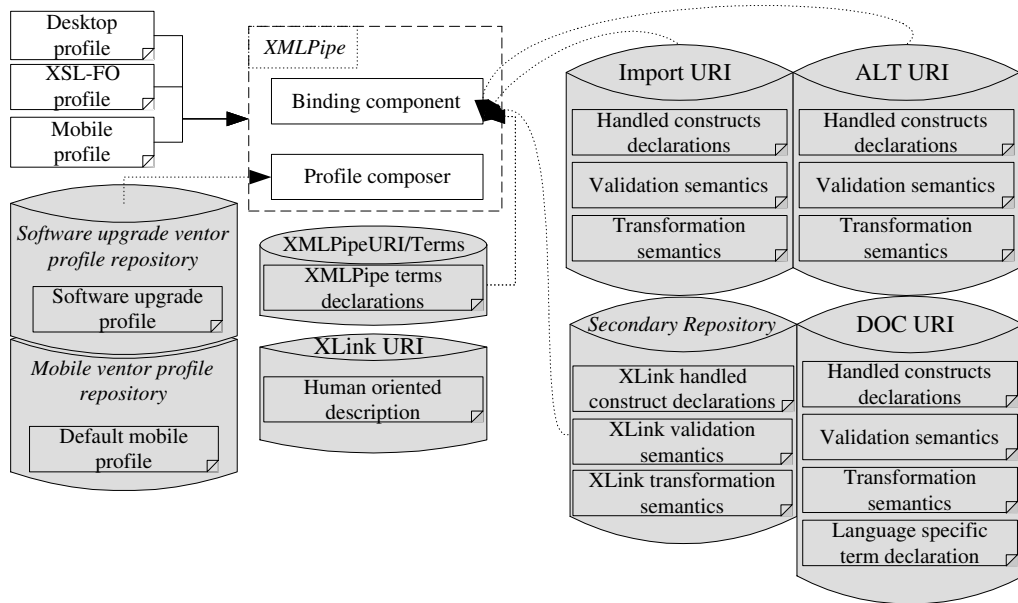 Desktop
profile
XSL-FO
profile
Mobile
profile
XMLPipe
Binding component
Profile composer
Software upgrade ventor
profile repository
Software upgrade
profile
Mobile ventor profile
repository
Default mobile
profile
XMLPipeURI/Terms
XMLPipe terms
declarations
XLink URI
Human oriented
description
Import URI
Handled constructs
declarations
Validation semantics
Transformation
semantics
ALT URI
Handled constructs
declarations
Validation semantics
Transformation
semantics
Secondary Repository
XLink handled
construct declarations
XLink validation
semantics
XLink transformation
semantics
DOC URI
Handled constructs
declarations
Validation semantics
Transformation
semantics
Language specific
term declaration